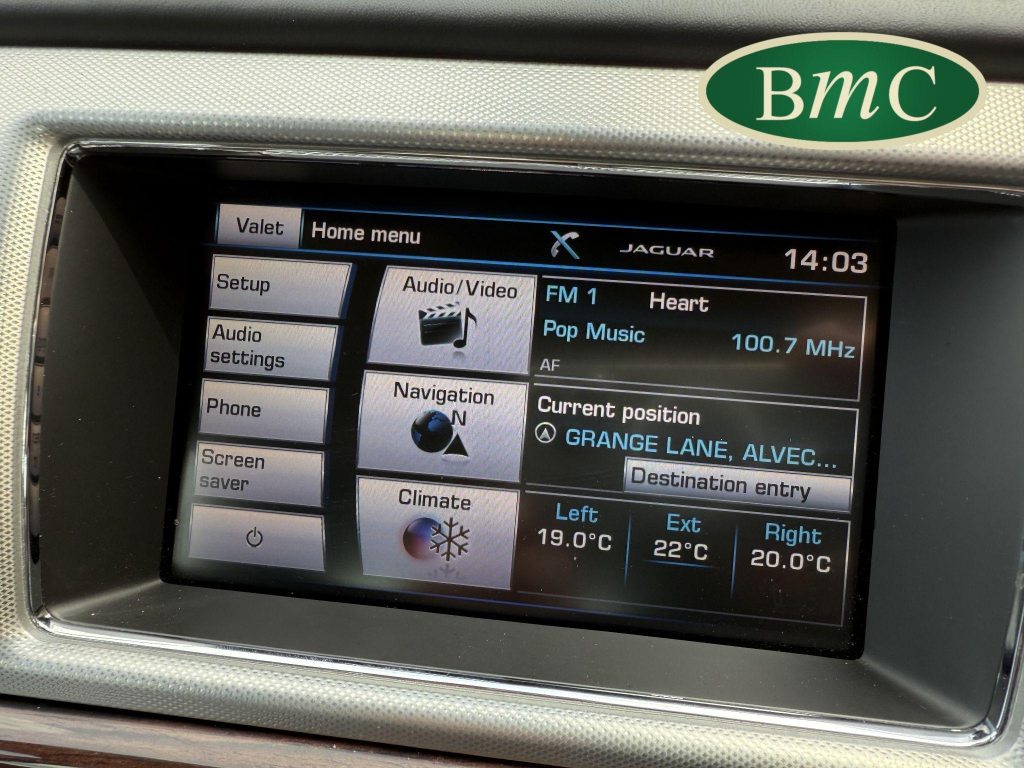 BmC
Valet
Home menu
JAGUAR
14:03
Setup
Audio
settings
Phone
Screen
saver
Audio/Video
Navigation
N
Climate
FM 1
Heart
Pop Music
100.7 MHz
AF
Current position
GRANGE LANE, ALVEC...
Destination entry
Left
19.0°C
Ext
22°C
Right
20.0°C